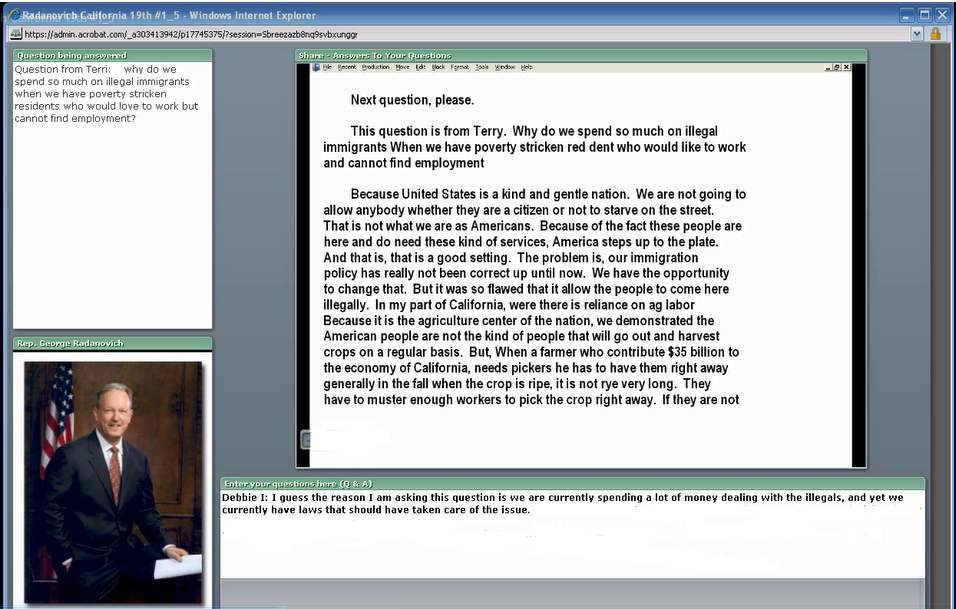 Radanovich California 19th #1_5 - Windows Internet Explorer
https://admin.acrobat.com/_a303413942/p17745375/?session=Sbreezazb8nq9svbxunggr
Question being answered
Question from Terri: why do we
spend so much on illegal immigrants
when we have poverty stricken
residents who would love to work but
cannot find employment?
Share - Answers To Your Questions
File Recent Production Move Edit Block Format Tools Window Help
Next question, please.
This question is from Terry. Why do we spend so much on illegal
immigrants When we have poverty stricken red dent who would like to work
and cannot find employment
Because United States is a kind and gentle nation. We are not going to
allow anybody whether they are a citizen or not to starve on the street.
That is not what we are as Americans. Because of the fact these people are
here and do need these kind of services, America steps up to the plate.
And that is, that is a good setting. The problem is, our immigration
policy has really not been correct up until now. We have the opportunity
to change that. But it was so flawed that it allow the people to come here
illegally. In my part of California, were there is reliance on ag labor
Because it is the agriculture center of the nation, we demonstrated the
American people are not the kind of people that will go out and harvest
crops on a regular basis. But, When a farmer who contribute $35 billion to
the economy of California, needs pickers he has to have them right away
generally in the fall when the crop is ripe, it is not rye very long. They
have to muster enough workers to pick the crop right away. If they are not
Rep. George Radanovich
Enter your questions here (Q & A)
Debbie I: I guess the reason I am asking this question is we are currently spending a lot of money dealing with the illegals, and yet we
currently have laws that should have taken care of the issue.